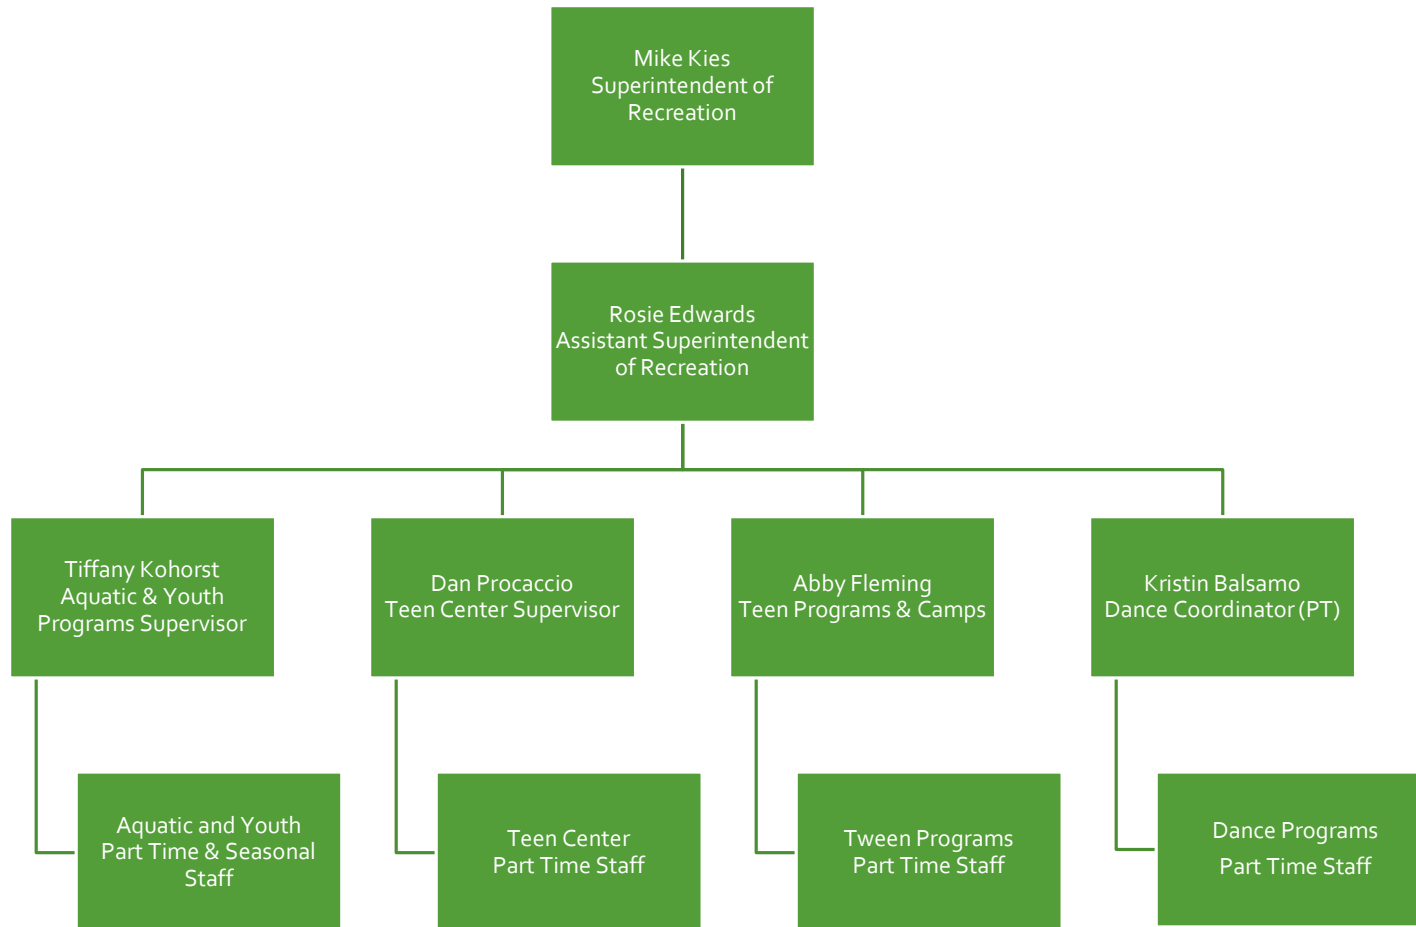 Mike Kies
Superintendent of
Recreation
Rosie Edwards
Assistant Superintendent
of Recreation
Tiffany Kohorst
Aquatic & Youth
Programs Supervisor
Dan Procaccio
Teen Center Supervisor
Abby Fleming
Teen Programs & Camps
Kristin Balsamo
Dance Coordinator (PT)
Aquatic and Youth
Part Time & Seasonal
Staff
Teen Center
Part Time Staff
Tween Programs
Part Time Staff
Dance Programs
Part Time Staff